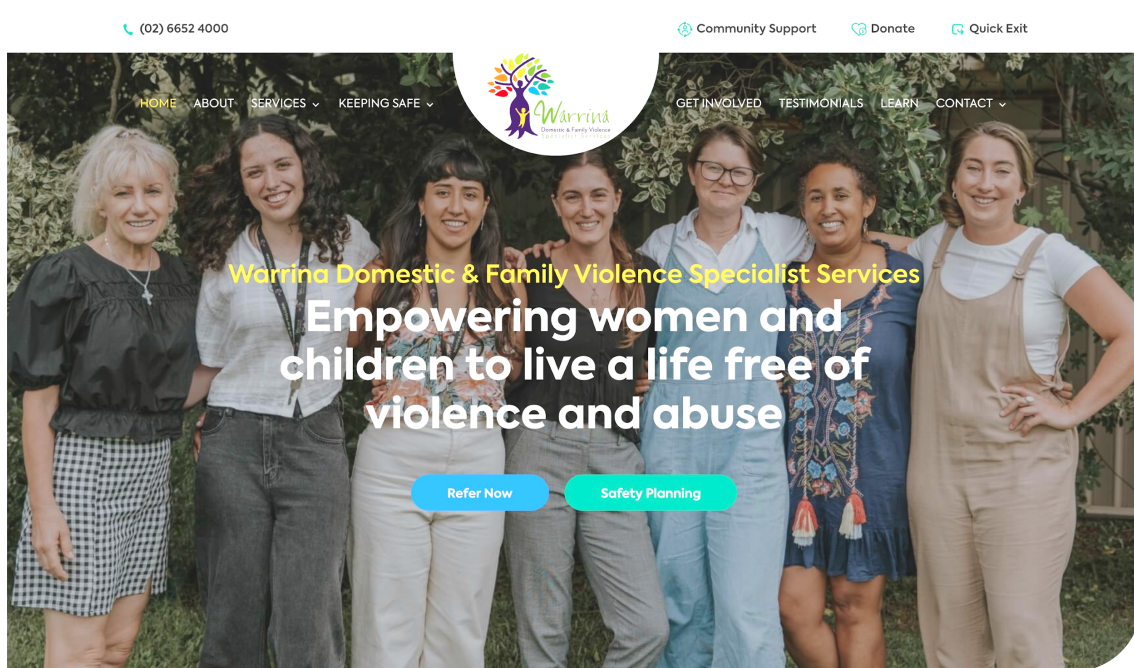 (02) 6652 4000
Community Support
Donate
Quick Exit
HOME
ABOUT
SERVICES
KEEPING SAFE
Warrina
Domestic & Family Violence
Specialist Services
GET INVOLVED
TESTIMONIALS
LEARN
CONTACT
Warrina Domestic & Family Violence Specialist Services
Empowering women and
children to live a life free of
violence and abuse
Refer Now
Safety Planning